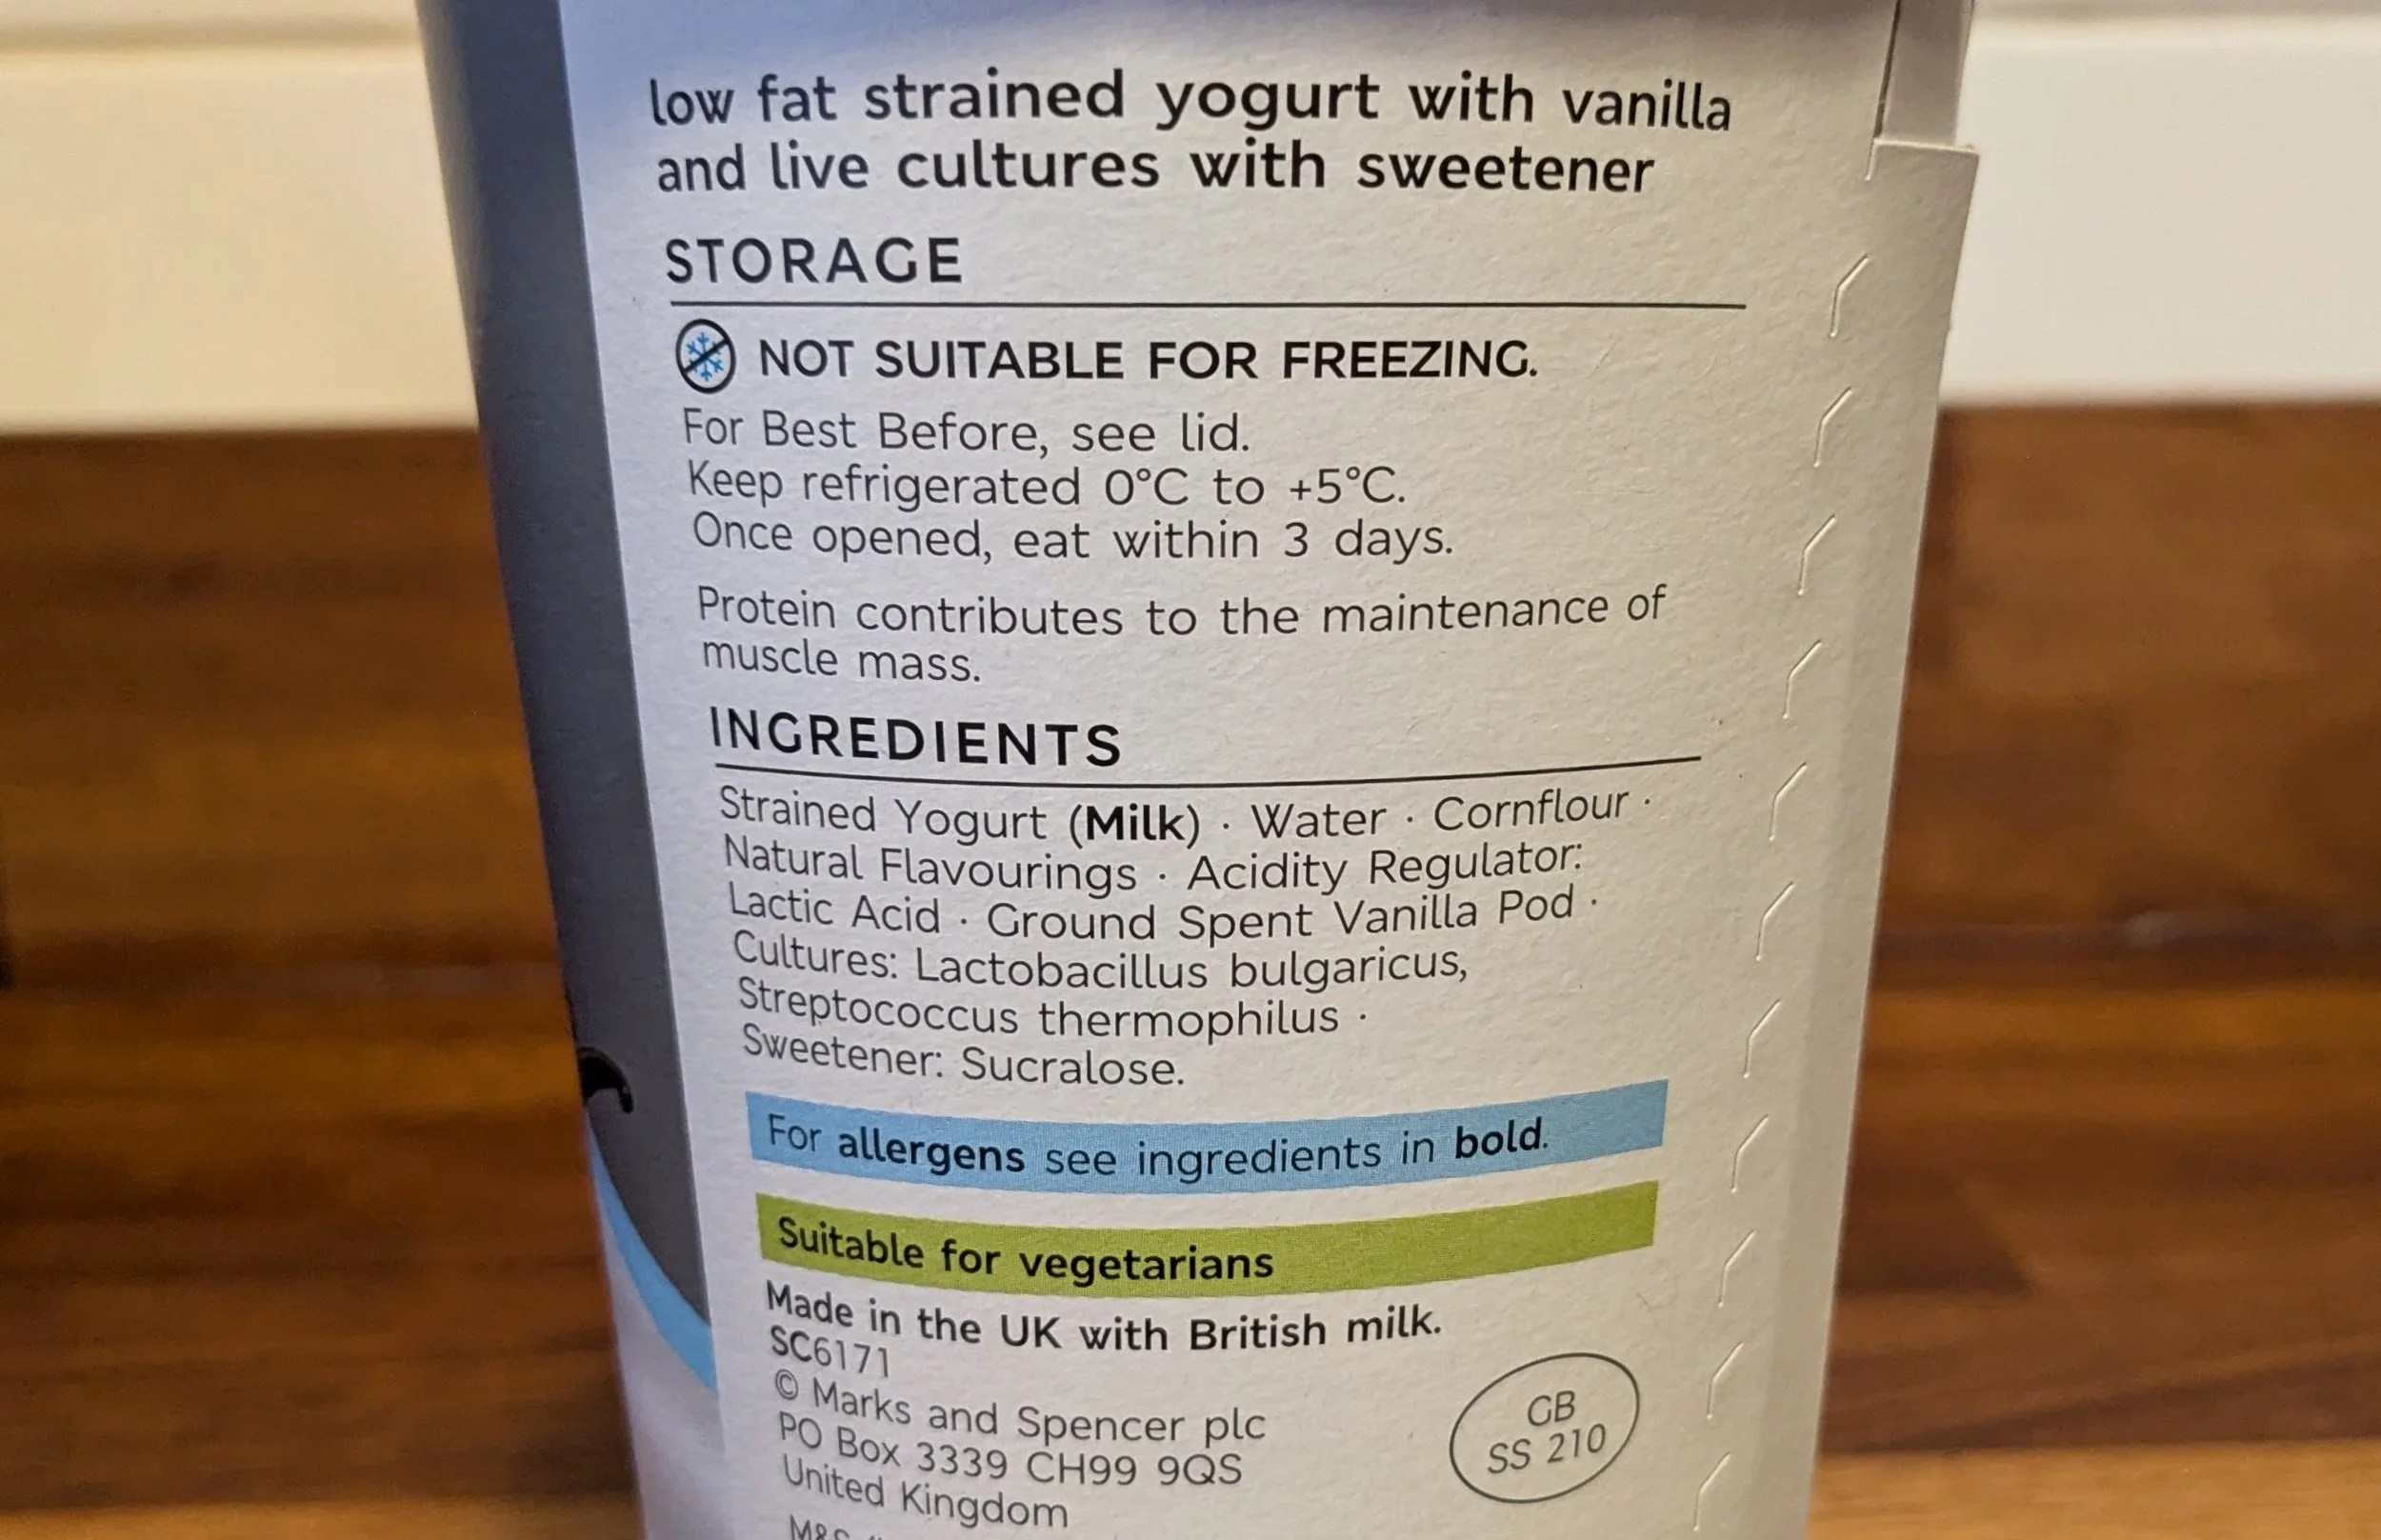 low fat strained yogurt with vanilla
and live cultures with sweetener
STORAGE
NOT SUITABLE FOR FREEZING.
For Best Before, see lid.
Keep refrigerated 0°C to +5°C.
Once opened, eat within 3 days.
Protein contributes to the maintenance of
muscle mass.
INGREDIENTS
Strained Yogurt (Milk) · Water · Cornflour ·
Natural Flavourings · Acidity Regulator:
Lactic Acid · Ground Spent Vanilla Pod ·
Cultures: Lactobacillus bulgaricus,
Streptococcus thermophilus ·
Sweetener: Sucralose.
For allergens see ingredients in bold.
Suitable for vegetarians
Made in the UK with British milk.
SC6171
© Marks and Spencer plc
PO Box 3339 CH99 9QS
United Kingdom
GB
SS 210
M&S